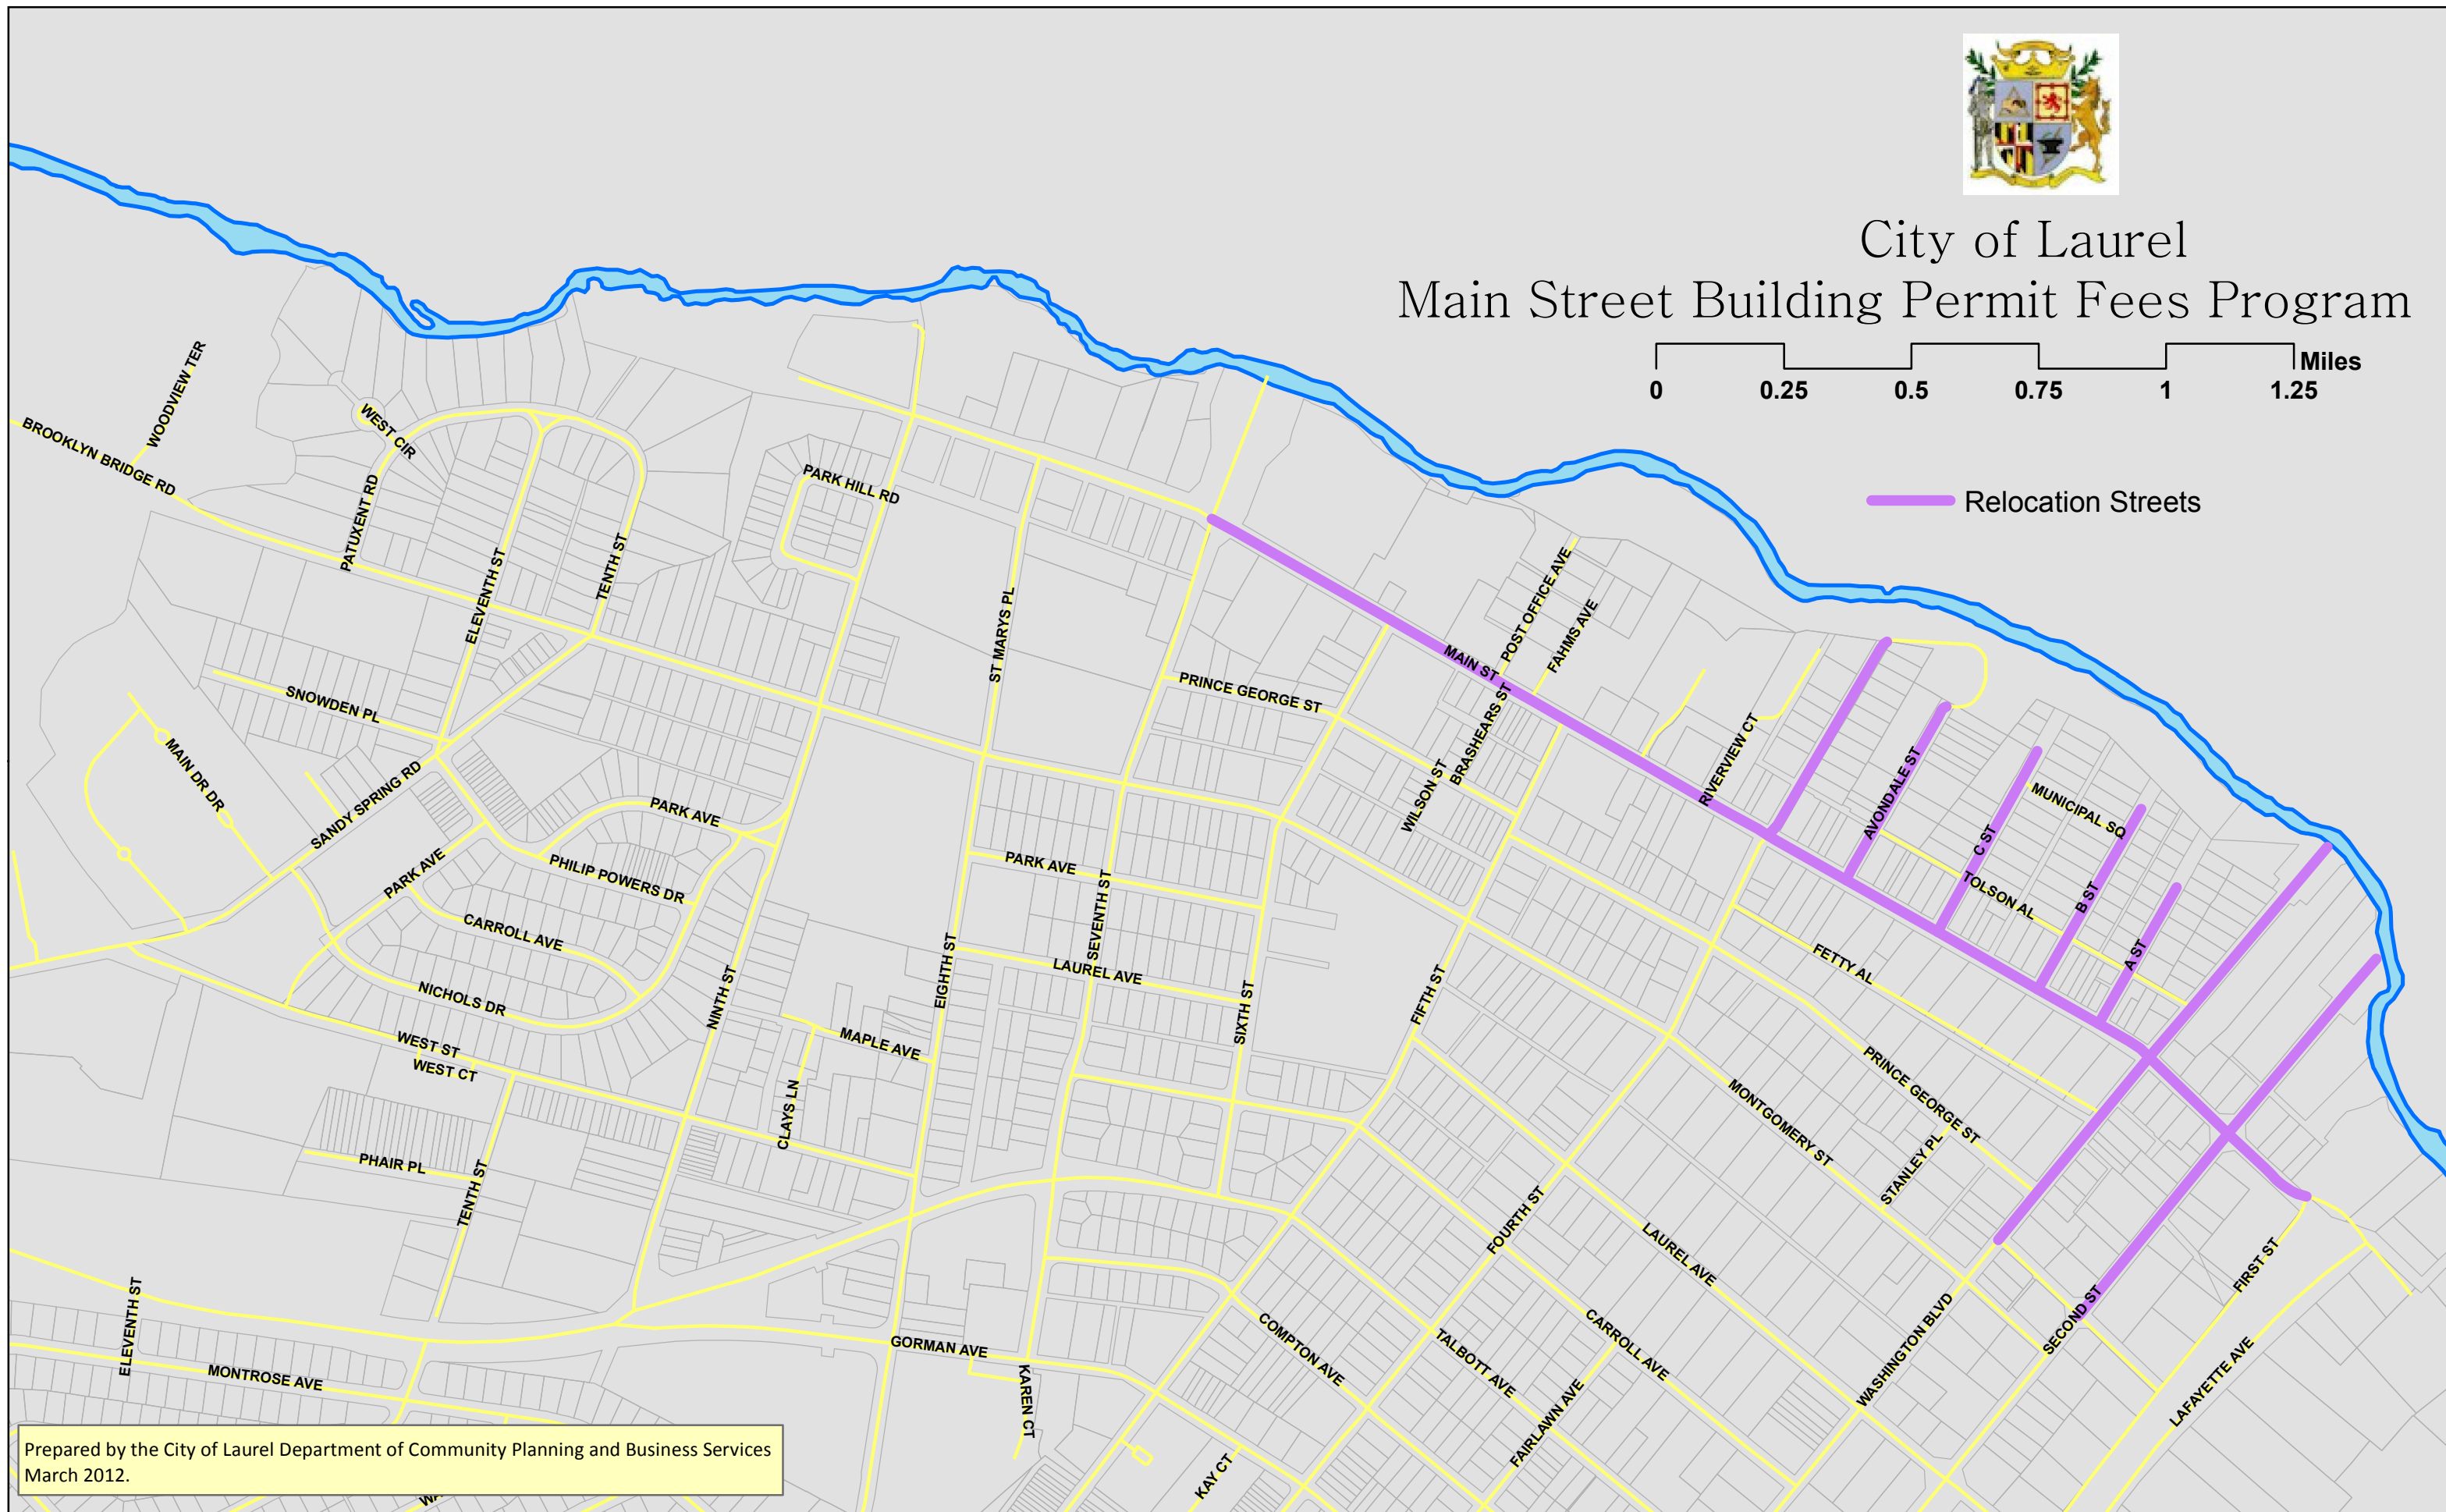 City of Laurel
Main Street Building Permit Fees Program
Miles
0 0.25 0.5 0.75 1 1.25
Relocation Streets
WOODVIEW TER
BROOKLYN BRIDGE RD
WEST CIR
PATUXENT RD
ELEVENTH ST
TENTH ST
PARK HILL RD
ST MARYS PL
PRINCE GEORGE ST
MAIN ST
POST OFFICE AVE
FAHMS AVE
BRASHEARS ST
WILSON ST
RIVERVIEW CT
AVONDALE ST
C ST
MUNICIPAL SQ
TOLSON AL
B ST
A ST
SNOWDEN PL
MAIN DR DR
SANDY SPRING RD
PARK AVE
PHILIP POWERS DR
PARK AVE
CARROLL AVE
NICHOLS DR
NINTH ST
PARK AVE
SEVENTH ST
LAUREL AVE
EIGHTH ST
SIXTH ST
FIFTH ST
FETTY AL
PRINCE GEORGE ST
MONTGOMERY ST
STANLEY PL
WEST ST
WEST CT
MAPLE AVE
CLAYS LN
PHAIR PL
TENTH ST
FOURTH ST
LAUREL AVE
FIRST ST
SECOND ST
ELEVENTH ST
MONTROSE AVE
GORMAN AVE
KAREN CT
COMPTON AVE
TALBOTT AVE
CARROLL AVE
FAIRLAWN AVE
WASHINGTON BLVD
LAFAYETTE AVE
KAY CT
Prepared by the City of Laurel Department of Community Planning and Business Services
March 2012.